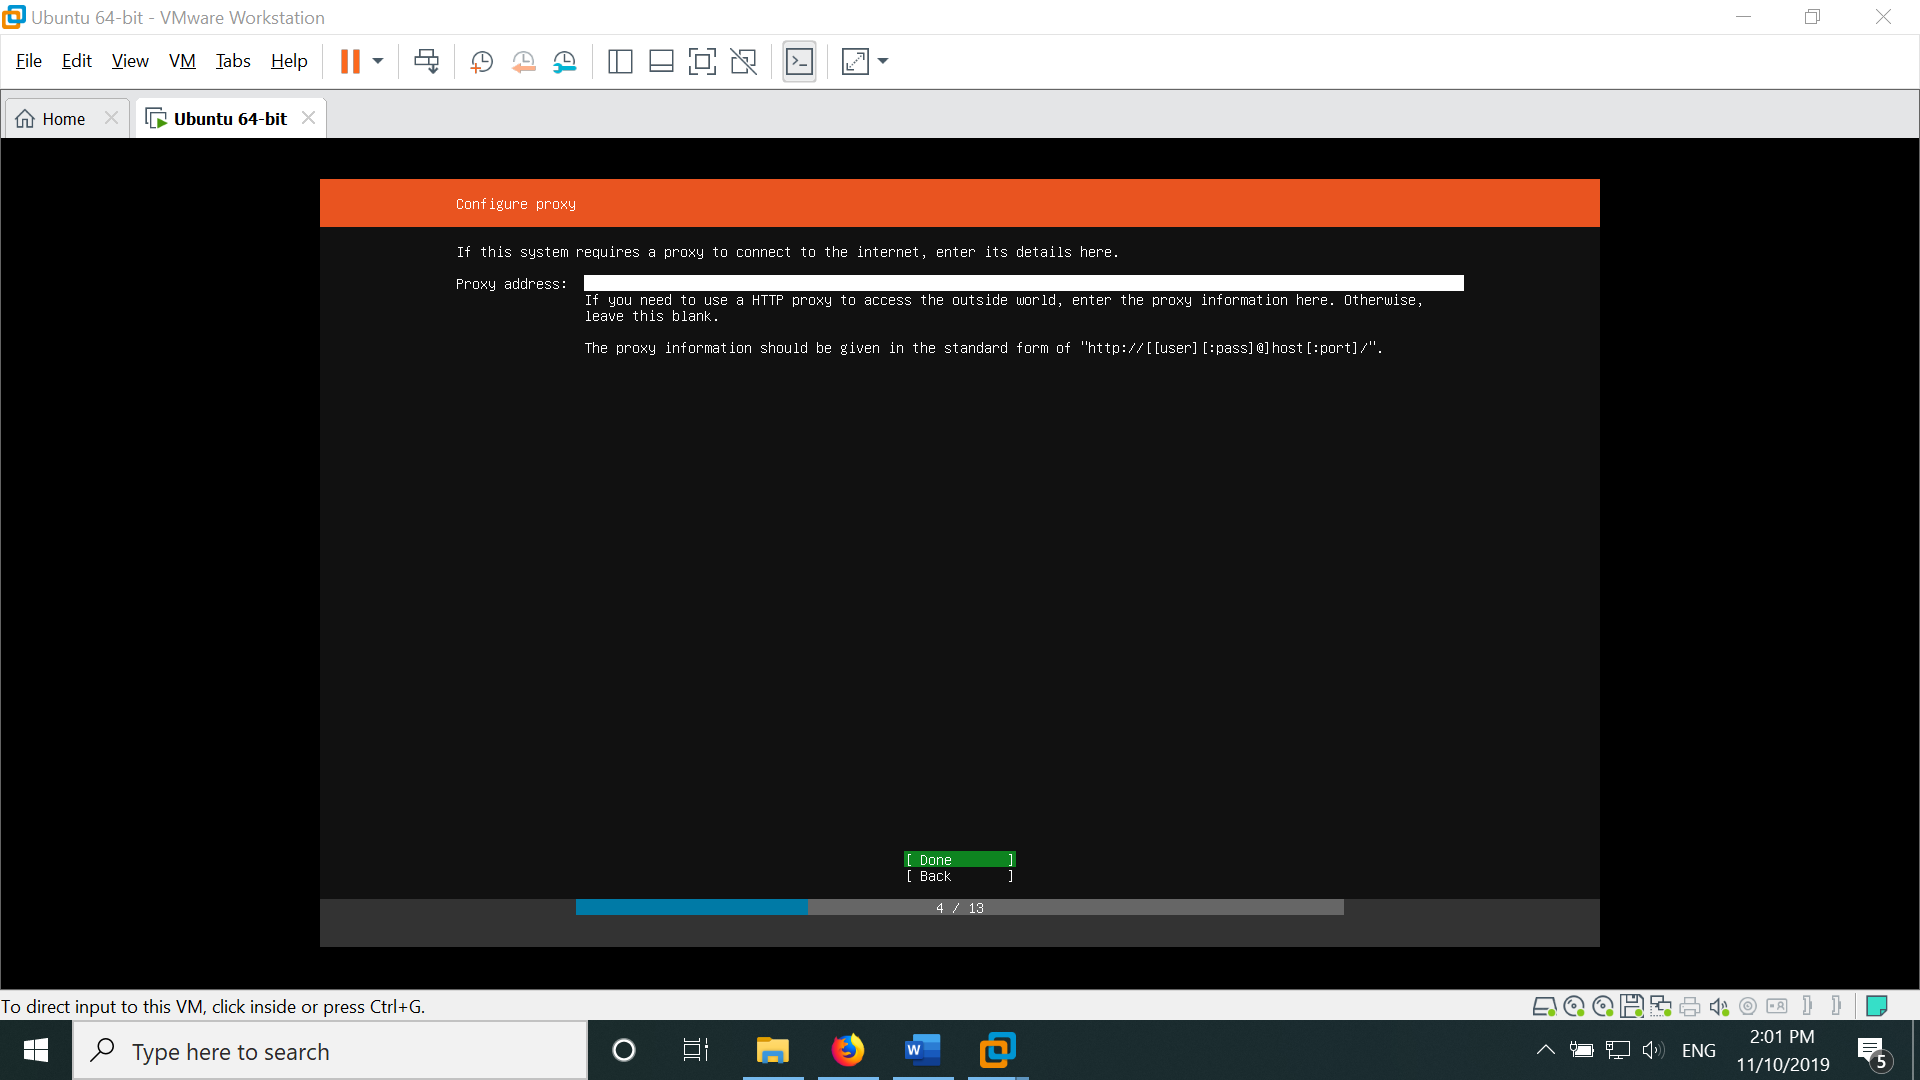 Ubuntu 64-bit - VMware Workstation
File Edit View VM Tabs Help
Home
Ubuntu 64-bit
Configure proxy
If this system requires a proxy to connect to the internet, enter its details here.
Proxy address:
If you need to use a HTTP proxy to access the outside world, enter the proxy information here. Otherwise,
leave this blank.
The proxy information should be given in the standard form of "http://[[user][:pass]@]host[:port]/".
[ Done ]
[ Back ]
4 / 13
To direct input to this VM, click inside or press Ctrl+G.
Type here to search
W
ENG
2:01 PM
11/10/2019
5